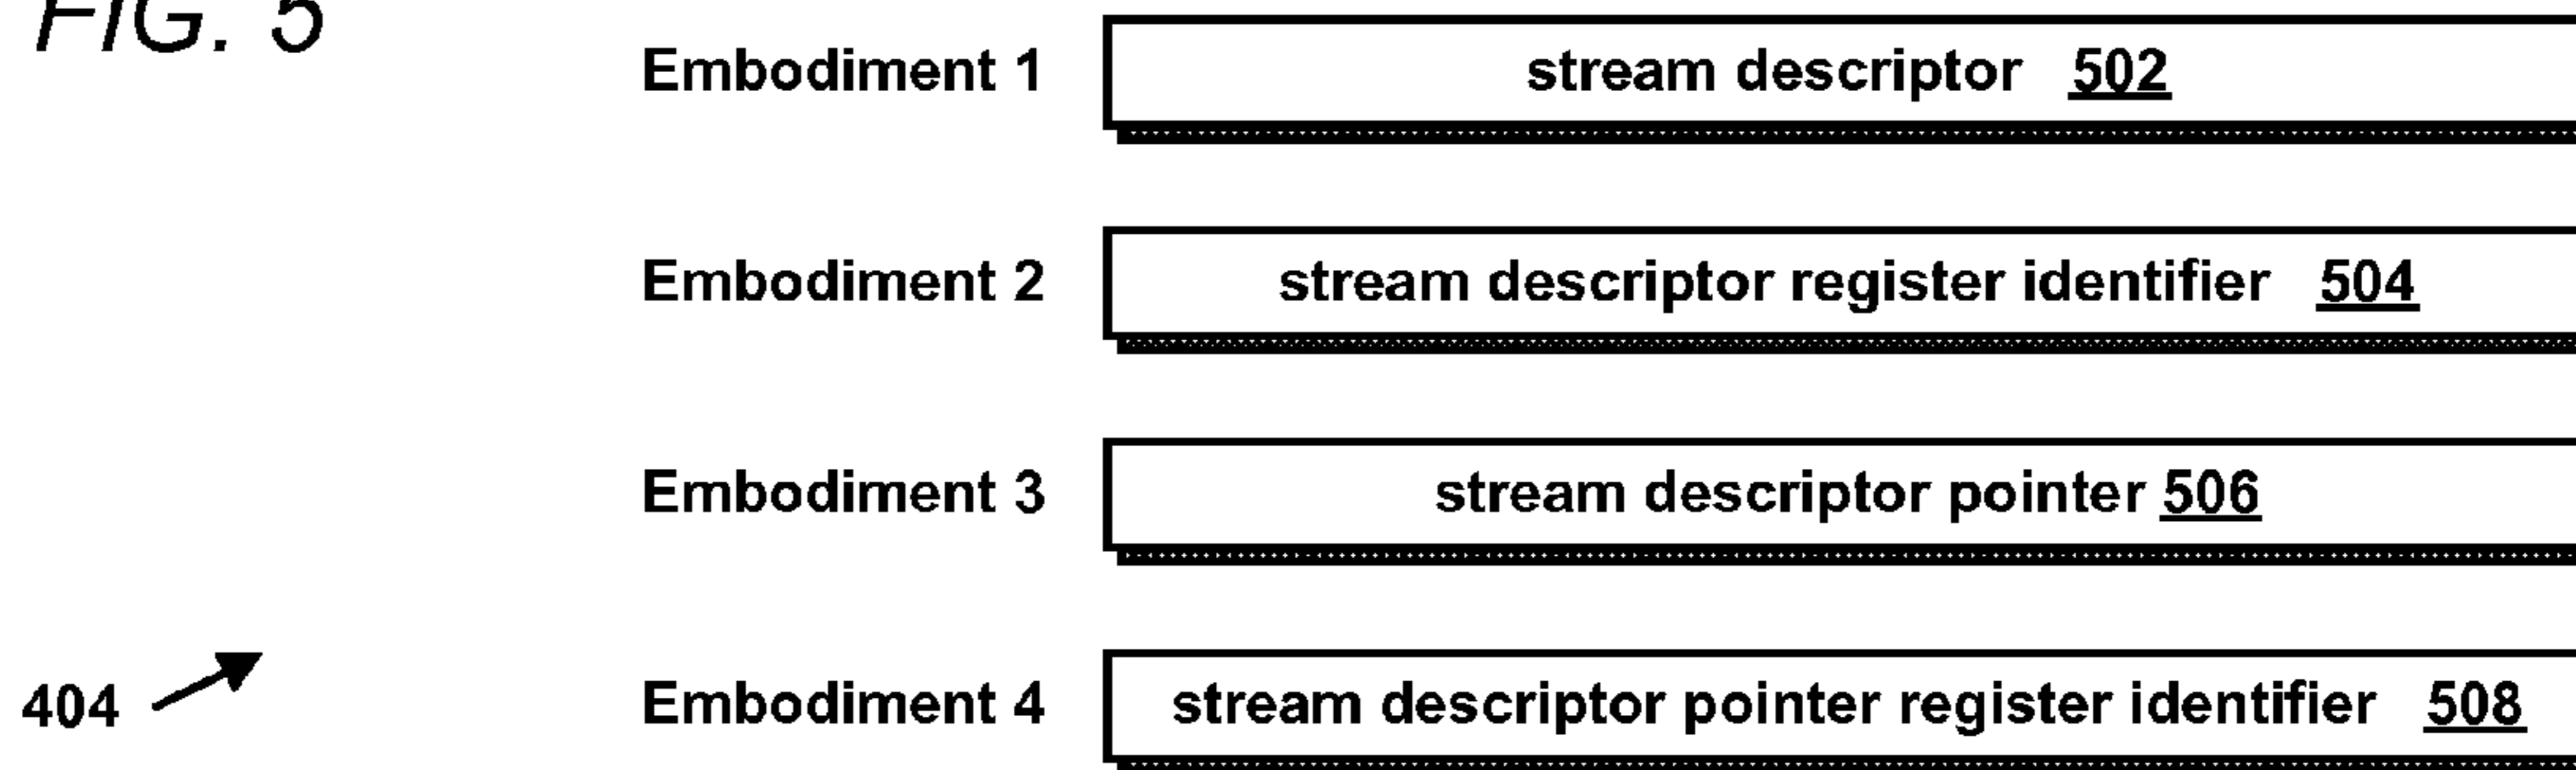 FIG. 5
Embodiment 1 stream descriptor 502
Embodiment 2 stream descriptor register identifier 504
Embodiment 3 stream descriptor pointer 506
404 Embodiment 4 stream descriptor pointer register identifier 508